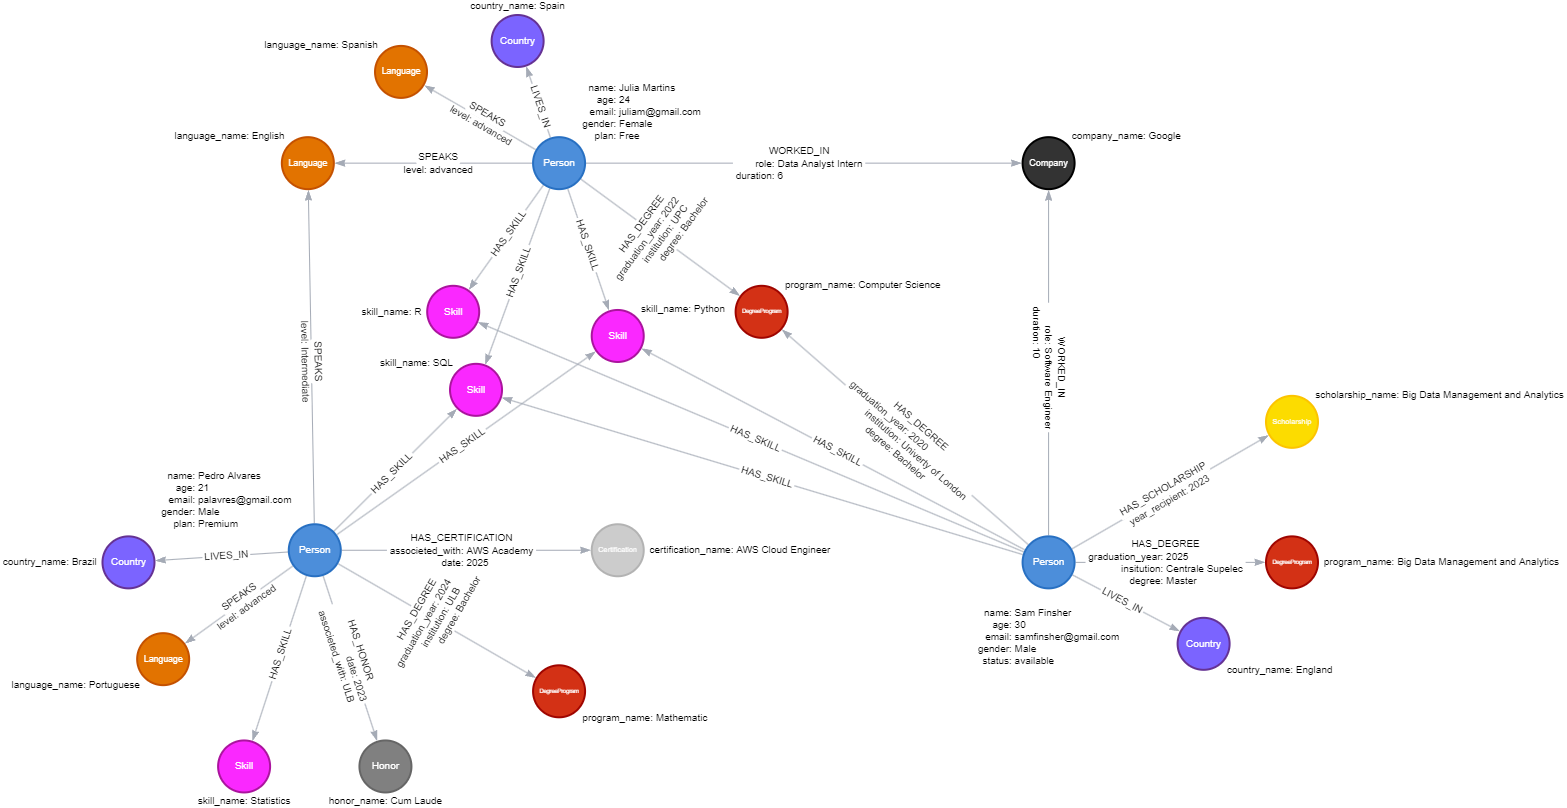 country_name: Spain
Country
language_name: Spanish
Language
LIVES_IN
SPEAKS
level: advanced
name: Julia Martins
age: 24
email: juliam@gmail.com
gender: Female
plan: Free
language_name: English
Language
SPEAKS
level: advanced
Person
WORKED_IN
role: Data Analyst Intern
duration: 6
company_name: Google
Company
HAS_SKILL
HAS_SKILL
HAS_SKILL
HAS_DEGREE
graduation_year: 2022
institution: UPC
degree: Bachelor
skill_name: R
Skill
skill_name: Python
Skill
program_name: Computer Science
DegreeProgram
skill_name: SQL
Skill
SPEAKS
level: Intermediate
WORKED_IN
role: Software Engineer
duration: 10
HAS_DEGREE
graduation_year: 2020
institution: Univerty of London
degree: Bachelor
scholarship_name: Big Data Management and Analytics
Scholarship
HAS_SKILL
HAS_SKILL
HAS_SKILL
HAS_SKILL
HAS_SKILL
HAS_SCHOLARSHIP
year_recipient: 2023
name: Pedro Alvares
age: 21
email: palavres@gmail.com
gender: Male
plan: Premium
Person
HAS_CERTIFICATION
associeted_with: AWS Academy
date: 2025
Certification
certification_name: AWS Cloud Engineer
Person
HAS_DEGREE
graduation_year: 2025
insitution: Centrale Supelec
degree: Master
DegreeProgram
program_name: Big Data Management and Analytics
country_name: Brazil
Country
LIVES_IN
SPEAKS
level: advanced
HAS_DEGREE
graduation_year: 2024
institution: ULB
degree: Bachelor
LIVES_IN
name: Sam Finsher
age: 30
email: samfinsher@gmail.com
gender: Male
status: available
Country
country_name: England
Language
language_name: Portuguese
HAS_SKILL
HAS_HONOR
date: 2023
associeted_with: ULB
DegreeProgram
program_name: Mathematic
Skill
skill_name: Statistics
Honor
honor_name: Cum Laude